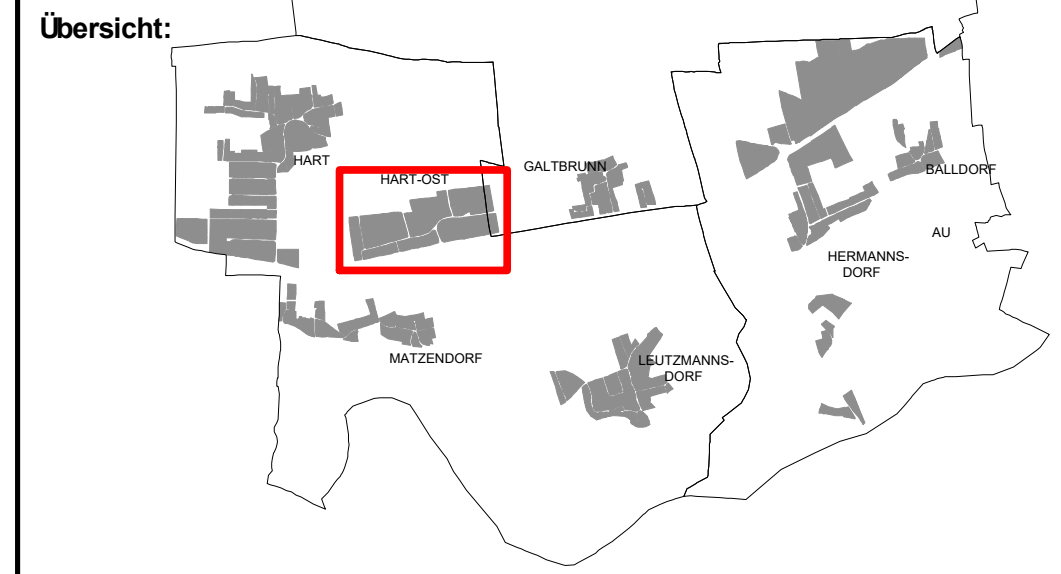 Übersicht:
HART
HART-OST
GALTBRUNN
BALLDORF
AU
HERMANNS-
DORF
MATZENDORF
LEUTZMANNS-
DORF